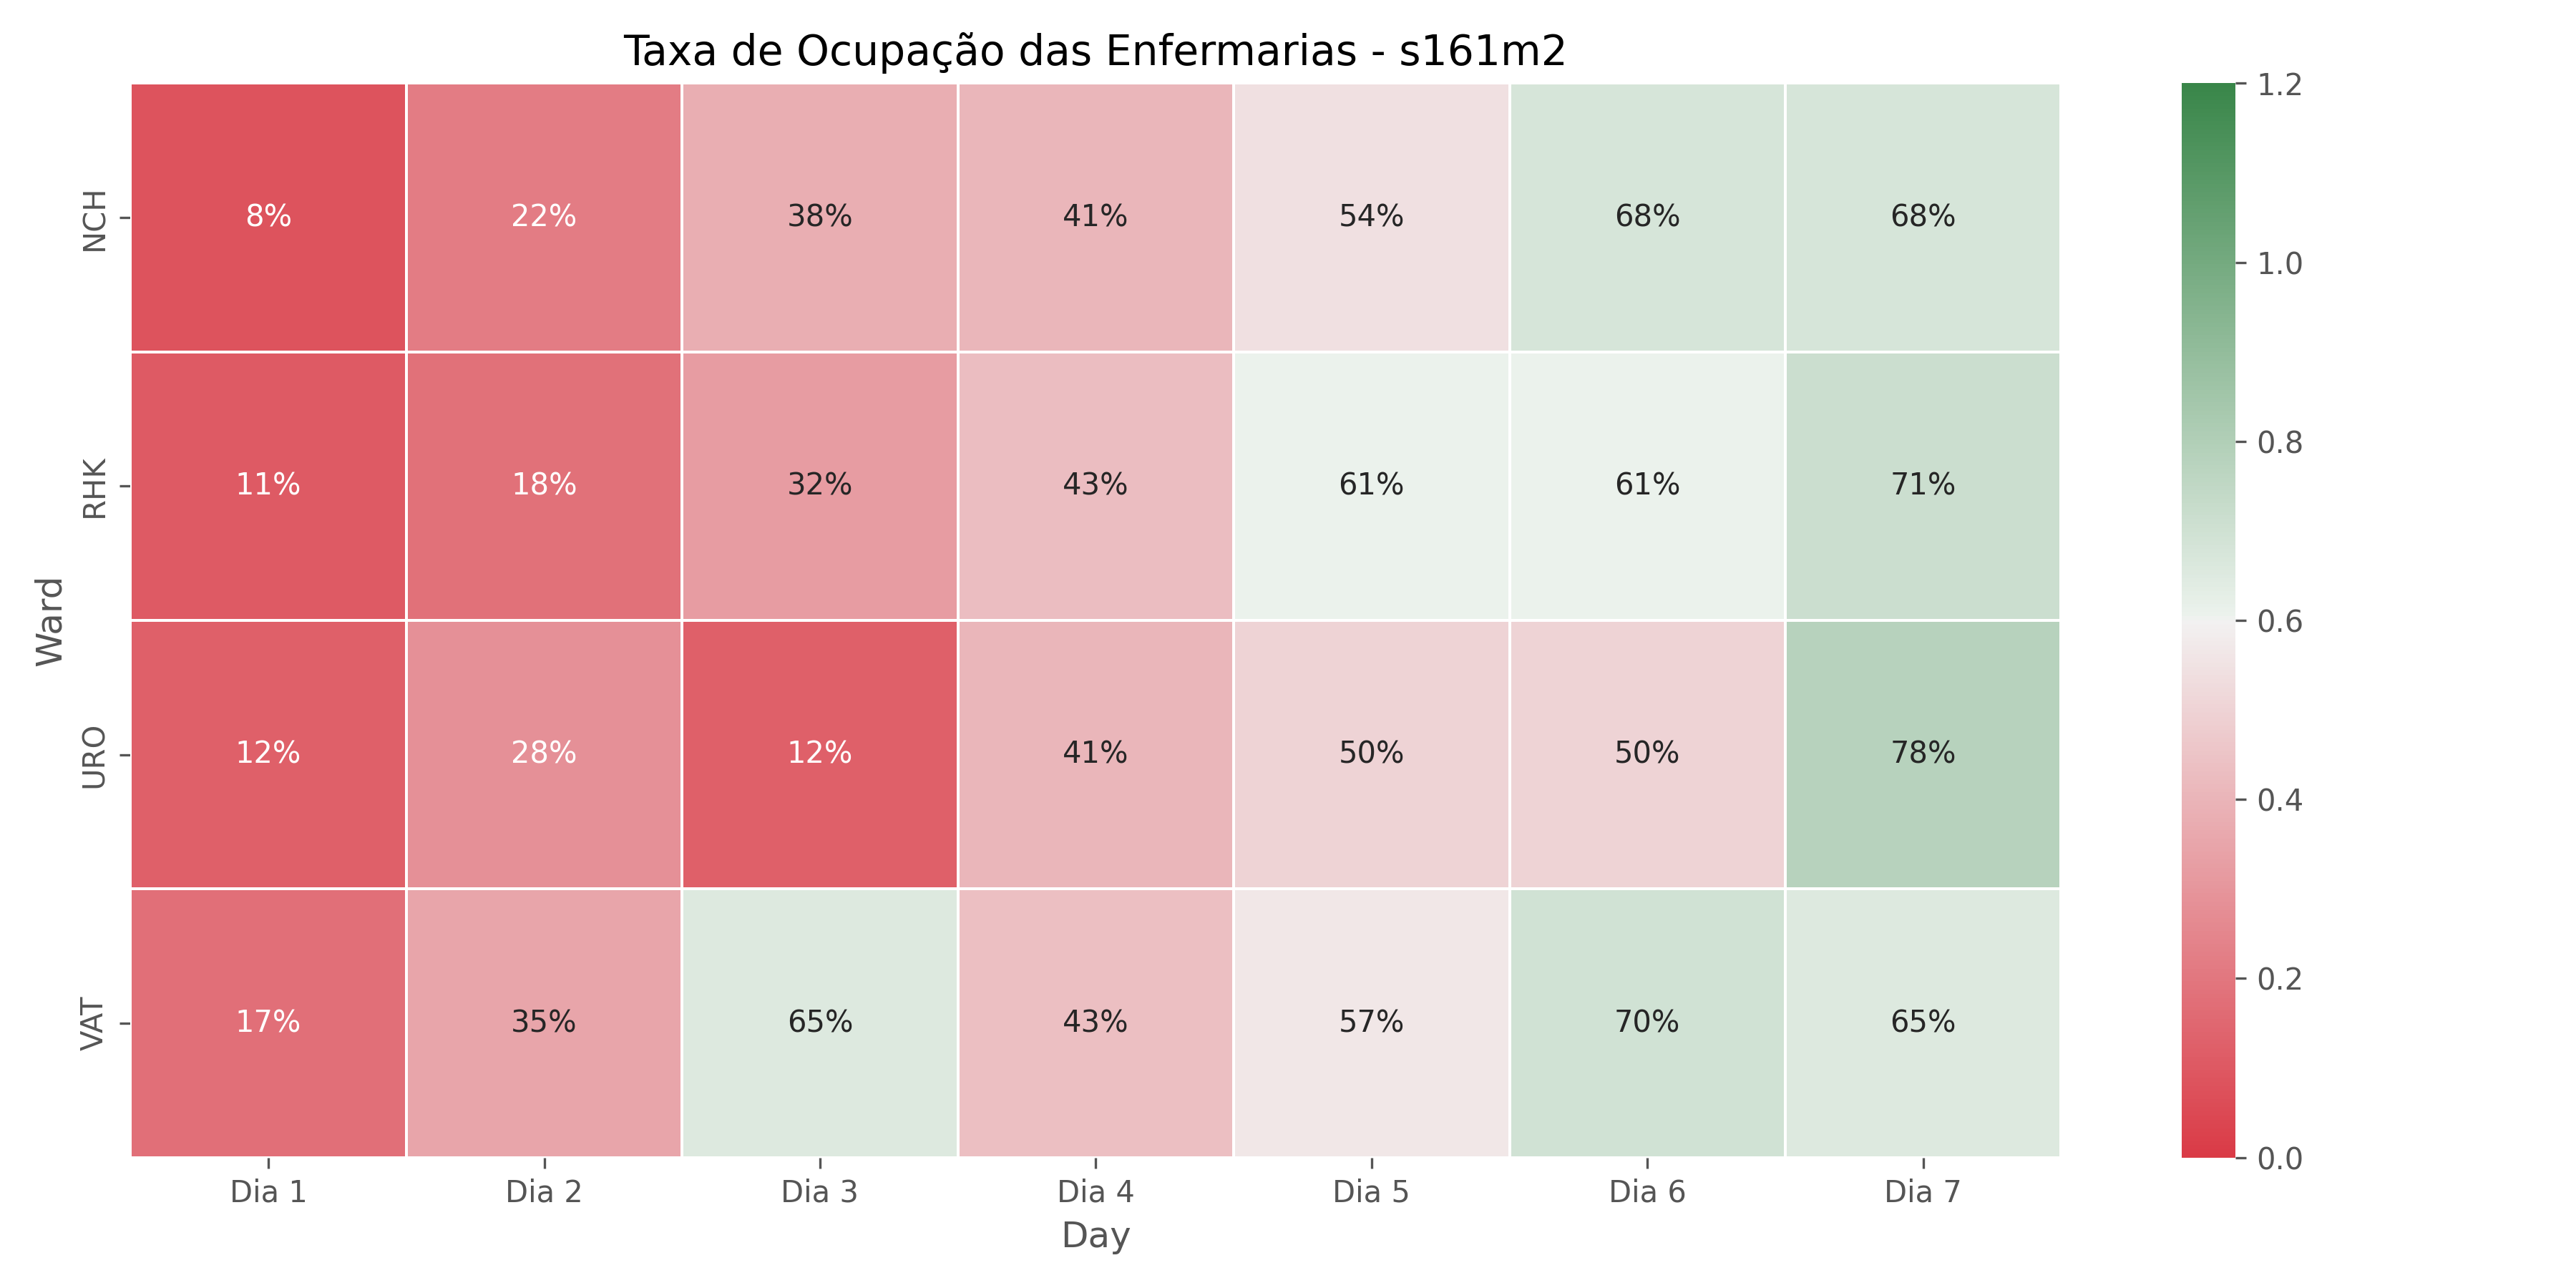 Taxa de Ocupação das Enfermarias - s161m2
Ward
NCH 8% 22% 38% 41% 54% 68% 68%
RHK 11% 18% 32% 43% 61% 61% 71%
URO 12% 28% 12% 41% 50% 50% 78%
VAT 17% 35% 65% 43% 57% 70% 65%
Dia 1 Dia 2 Dia 3 Dia 4 Dia 5 Dia 6 Dia 7
Day
1.2
1.0
0.8
0.6
0.4
0.2
0.0